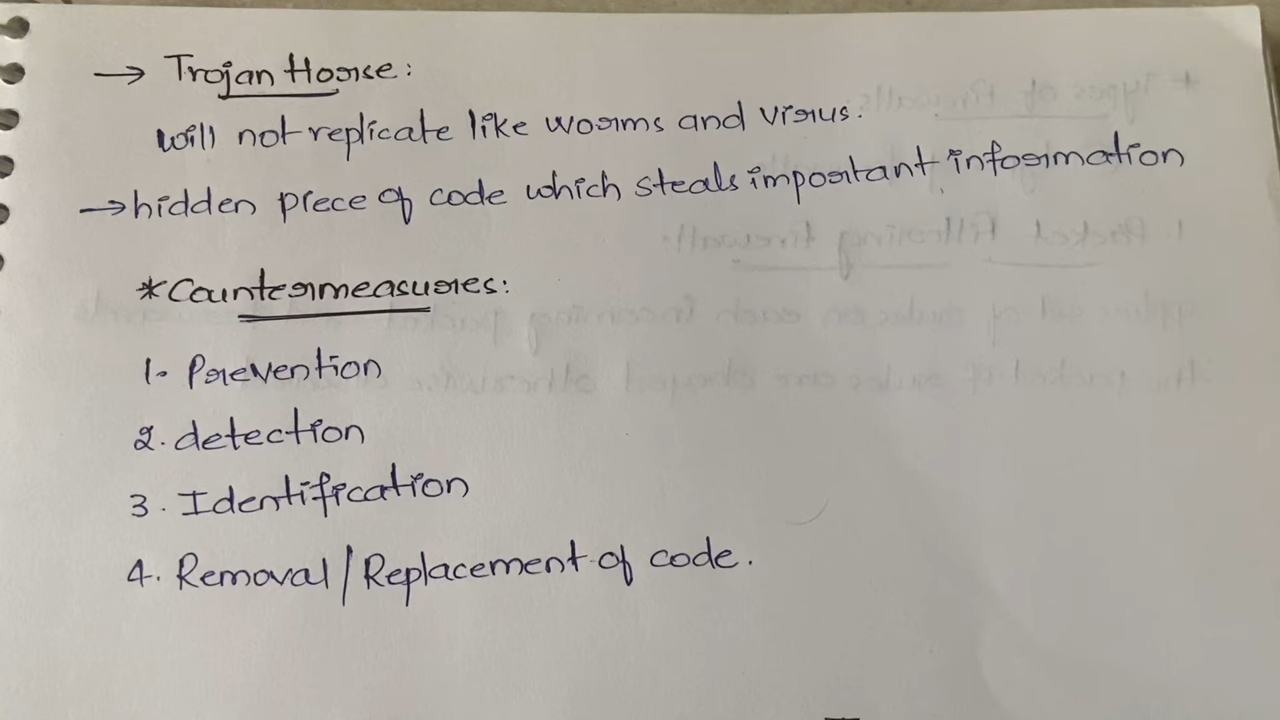 → Trojan Horse:
will not replicate like worms and virus.
→ hidden piece of code which steals important information
* Countermeasures:
1. Prevention
2. detection
3. Identification
4. Removal / Replacement of code.